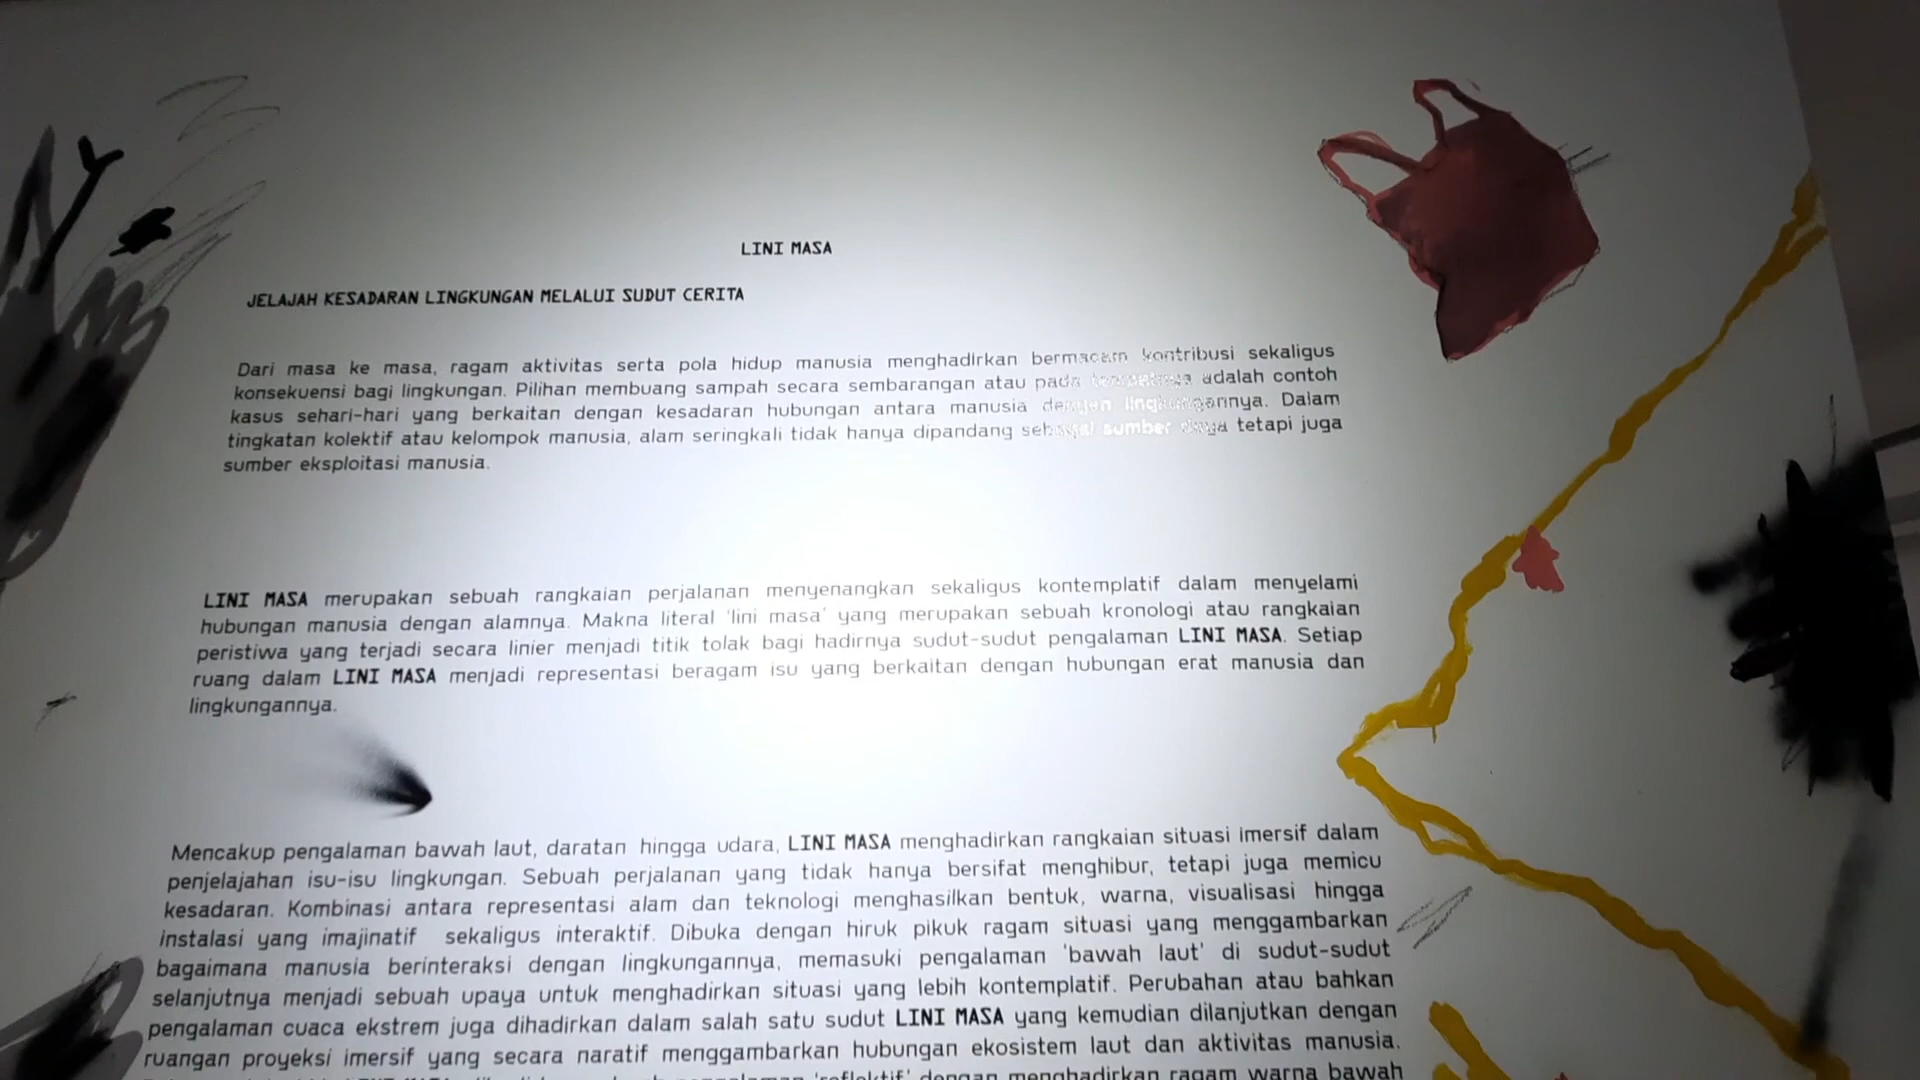 LINI MASA
JELAJAH KESADARAN LINGKUNGAN MELALUI SUDUT CERITA
Dari masa ke masa, ragam aktivitas serta pola hidup manusia menghadirkan bermacam kontribusi sekaligus
konsekuensi bagi lingkungan. Pilihan membuang sampah secara sembarangan atau pada tempatnya adalah contoh
kasus sehari-hari yang berkaitan dengan kesadaran hubungan antara manusia dengan lingkungannya. Dalam
tingkatan kolektif atau kelompok manusia, alam seringkali tidak hanya dipandang sebagai sumber daya tetapi juga
sumber eksploitasi manusia.
LINI MASA merupakan sebuah rangkaian perjalanan menyenangkan sekaligus kontemplatif dalam menyelami
hubungan manusia dengan alamnya. Makna literal 'lini masa' yang merupakan sebuah kronologi atau rangkaian
peristiwa yang terjadi secara linier menjadi titik tolak bagi hadirnya sudut-sudut pengalaman LINI MASA. Setiap
ruang dalam LINI MASA menjadi representasi beragam isu yang berkaitan dengan hubungan erat manusia dan
lingkungannya.
Mencakup pengalaman bawah laut, daratan hingga udara, LINI MASA menghadirkan rangkaian situasi imersif dalam
penjelajahan isu-isu lingkungan. Sebuah perjalanan yang tidak hanya bersifat menghibur, tetapi juga memicu
kesadaran. Kombinasi antara representasi alam dan teknologi menghasilkan bentuk, warna, visualisasi hingga
instalasi yang imajinatif sekaligus interaktif. Dibuka dengan hiruk pikuk ragam situasi yang menggambarkan
bagaimana manusia berinteraksi dengan lingkungannya, memasuki pengalaman 'bawah laut' di sudut-sudut
selanjutnya menjadi sebuah upaya untuk menghadirkan situasi yang lebih kontemplatif. Perubahan atau bahkan
pengalaman cuaca ekstrem juga dihadirkan dalam salah satu sudut LINI MASA yang kemudian dilanjutkan dengan
ruangan proyeksi imersif yang secara naratif menggambarkan hubungan ekosistem laut dan aktivitas manusia.
'reflektif' dengan menghadirkan ragam warna bawah